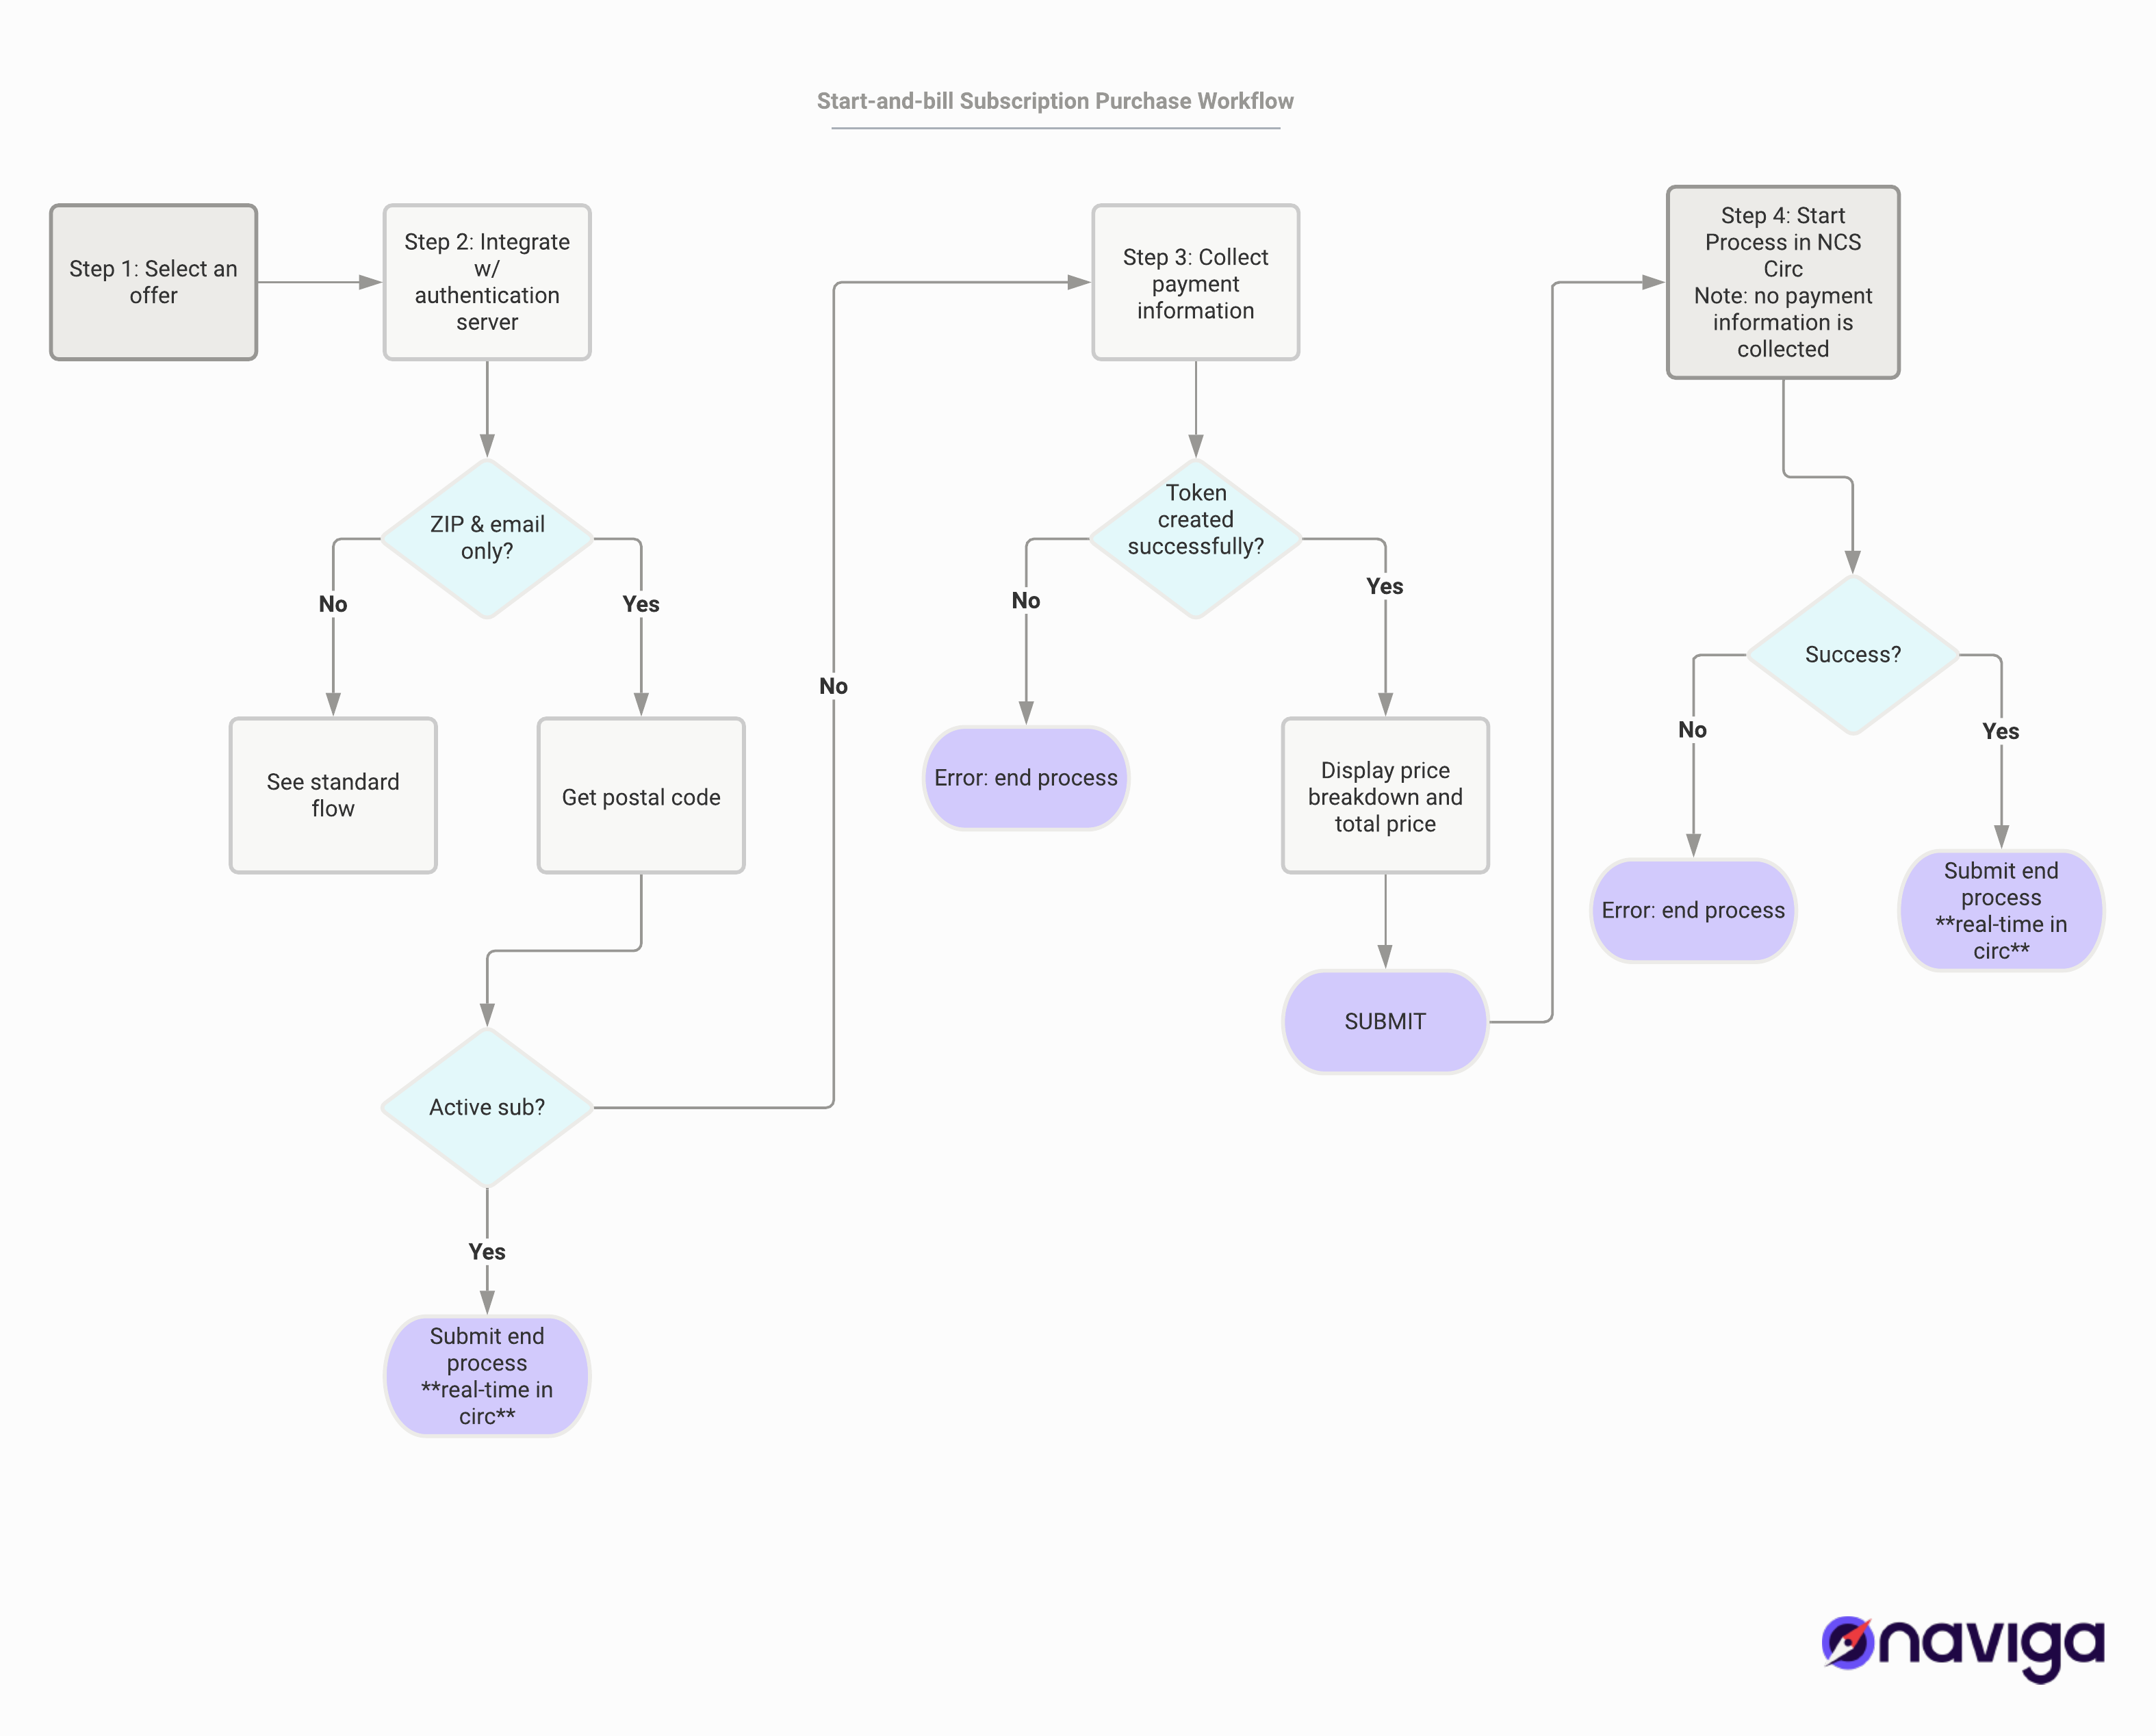 Start-and-bill Subscription Purchase Workflow
Step 1: Select an
offer
Step 2: Integrate
w/
authentication
server
ZIP & email
only?
No
Yes
See standard
flow
Get postal code
Active sub?
No
Yes
Submit end
process
**real-time in
circ**
Step 3: Collect
payment
information
Token
created
successfully?
No
Yes
Error: end process
Display price
breakdown and
total price
SUBMIT
Step 4: Start
Process in NCS
Circ
Note: no payment
information is
collected
Success?
No
Yes
Error: end process
Submit end
process
**real-time in
circ**
naviga